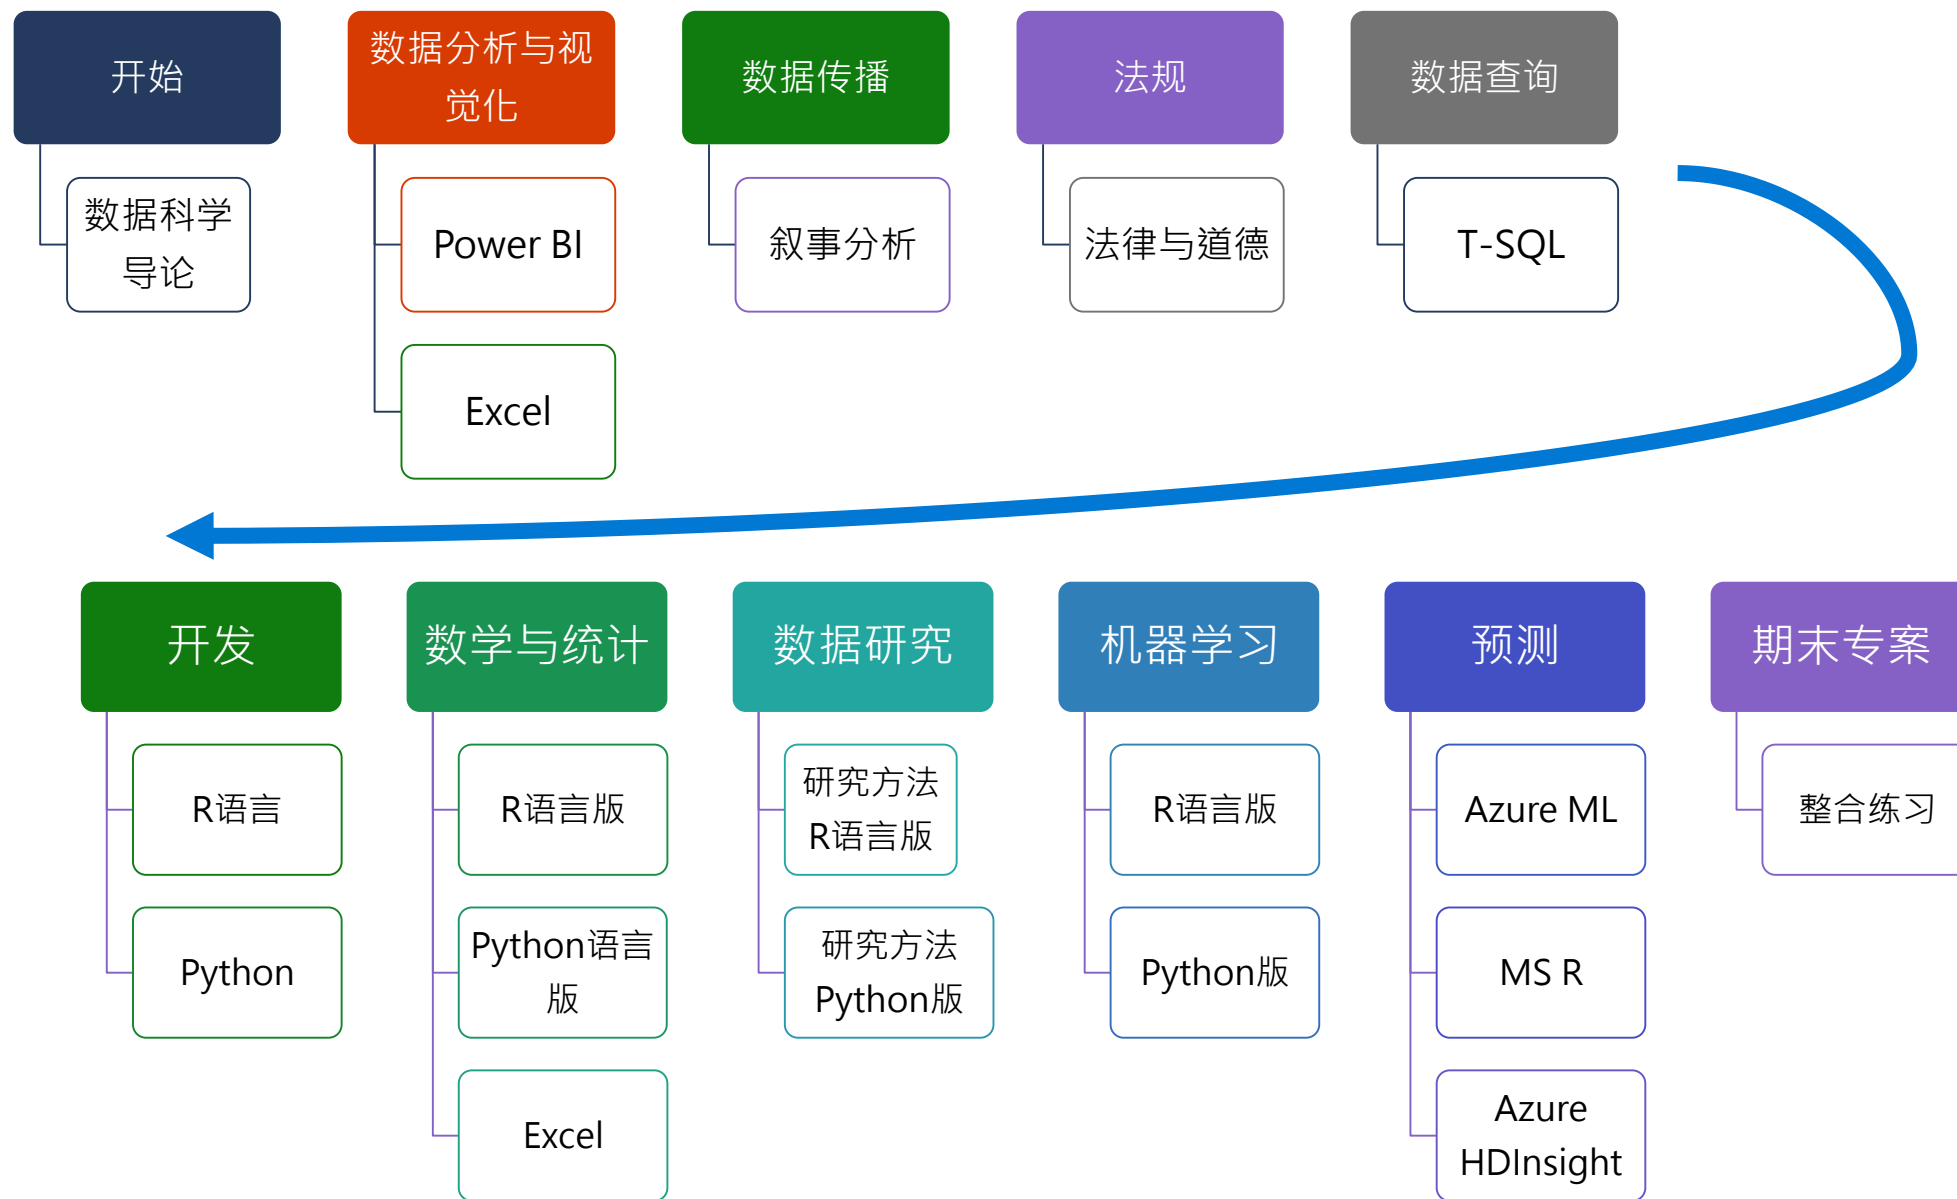 开始
数据分析与视
觉化
数据传播
法规
数据查询
数据科学
导论
Power BI
叙事分析
法律与道德
T-SQL
Excel
开发
数学与统计
数据研究
机器学习
预测
期末专案
R语言
R语言版
研究方法
R语言版
R语言版
Azure ML
整合练习
Python
Python语言
版
研究方法
Python版
Python版
MS R
Excel
Azure
HDInsight